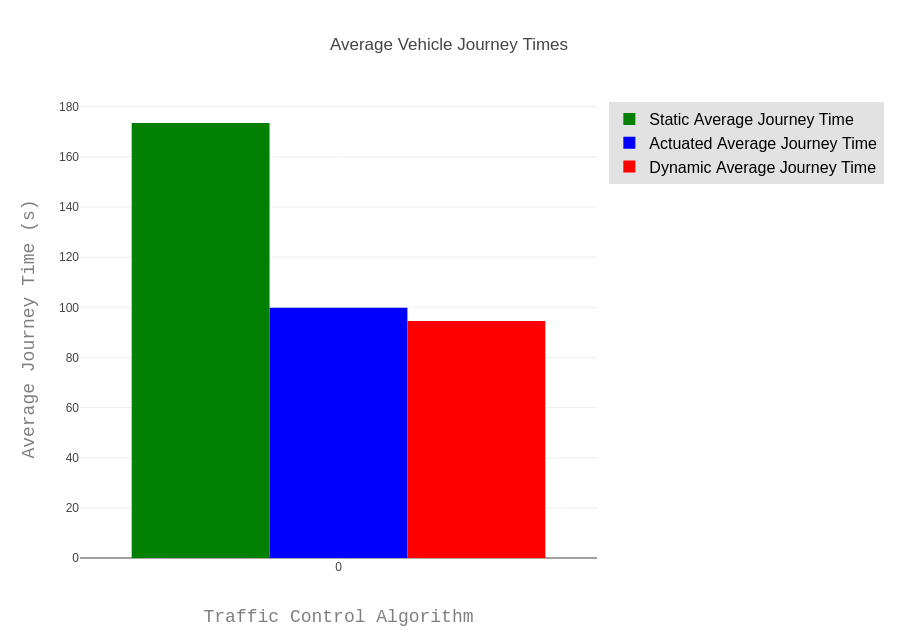 Average Vehicle Journey Times
Static Average Journey Time
Actuated Average Journey Time
Dynamic Average Journey Time
Average Journey Time (s)
180
160
140
120
100
80
60
40
20
0
0
Traffic Control Algorithm